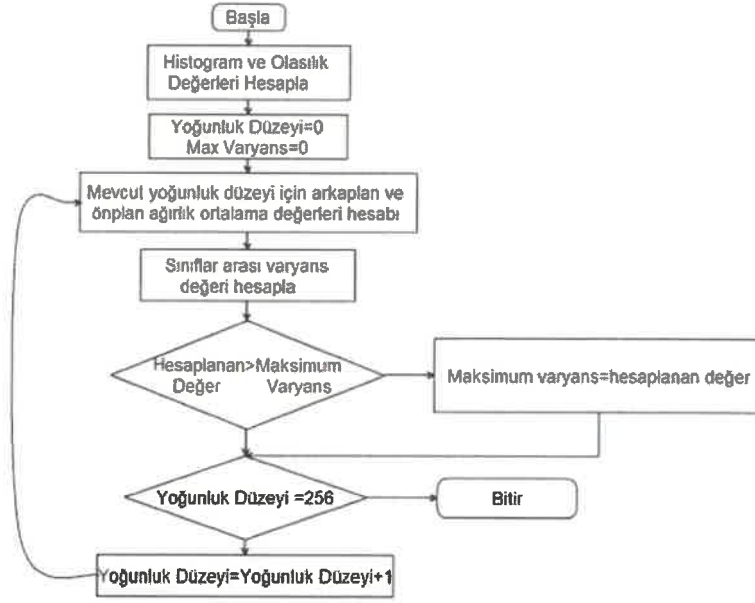 Başla
Histogram ve Olasılık
Değerleri Hesapla
Yoğunluk Düzeyi=0
Max Varyans=0
Mevcut yoğunluk düzeyi için arkaplan ve
önplan ağırlık ortalama değerleri hesabı
Sınıflar arası varyans
değeri hesapla
Hesaplanan>Maksimum
Değer Varyans
Maksimum varyans=hesaplanan değer
Yoğunluk Düzeyi =256
Bitir
Yoğunluk Düzeyi=Yoğunluk Düzeyi+1